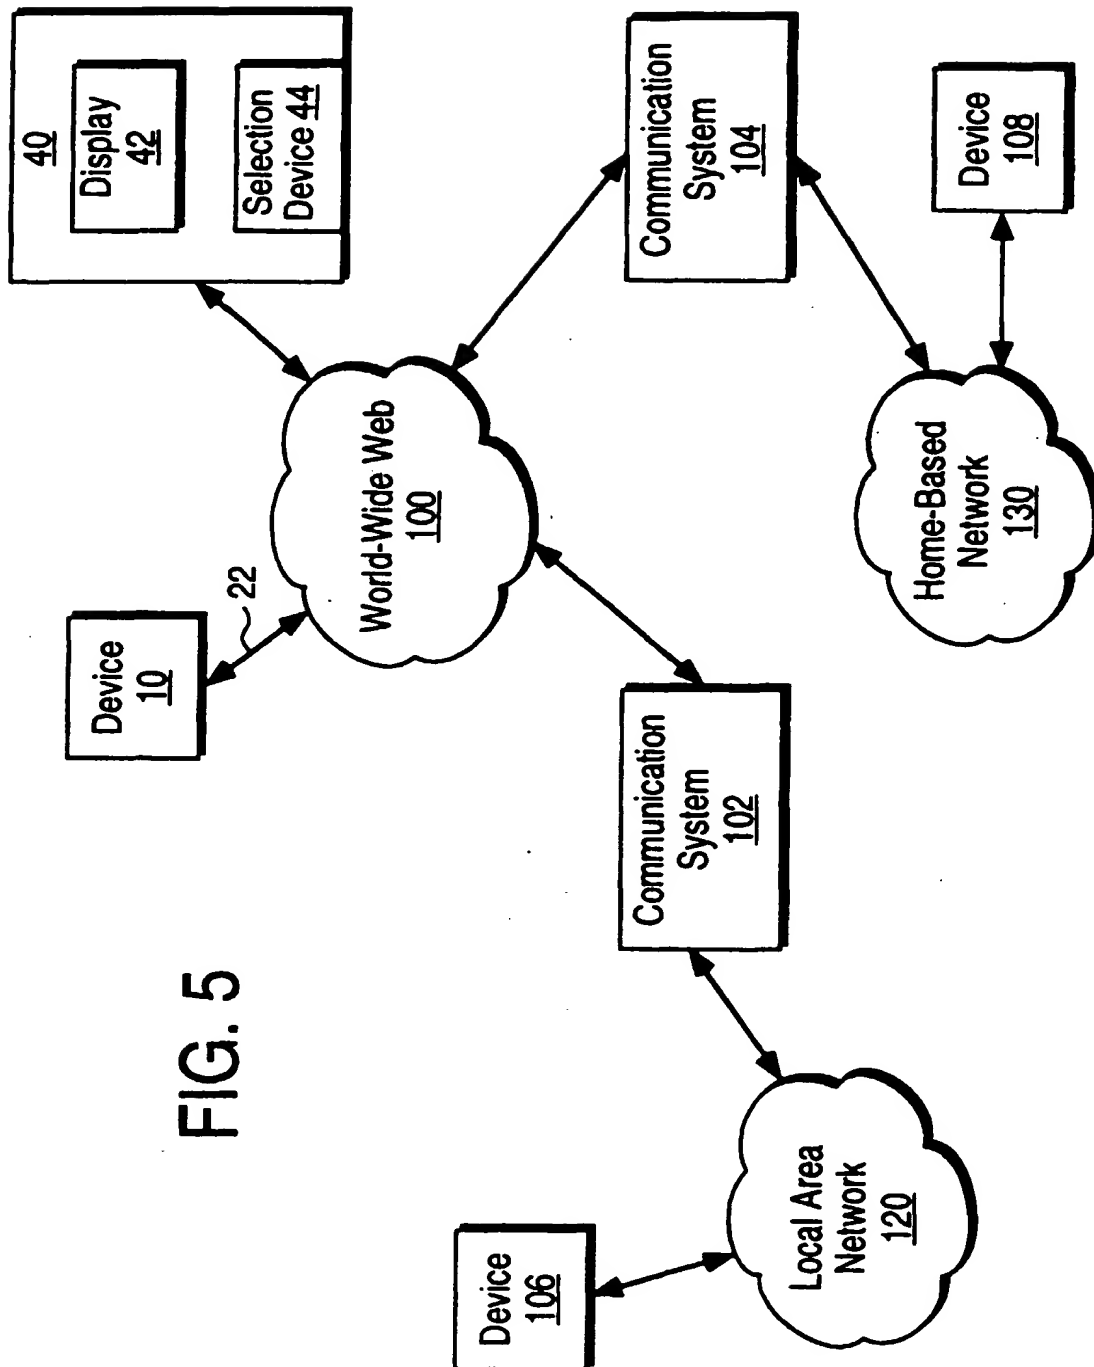 FIG. 5
Device
106
Local Area
Network
120
Communication
System
102
Device
10
22
World-Wide Web
100
40
Display
42
Selection
Device 44
Communication
System
104
Home-Based
Network
130
Device
108